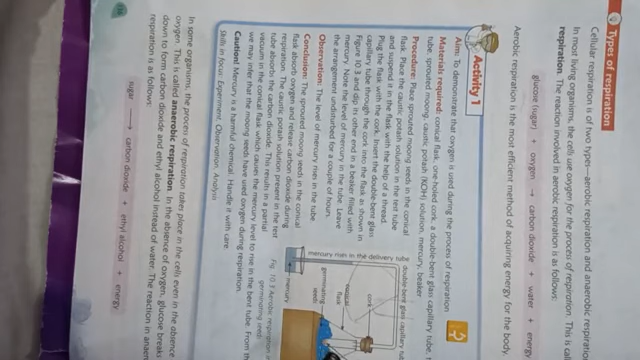 Types of respiration
Cellular respiration is of two types—aerobic respiration and anaerobic respiration
In most living organisms, the cells use oxygen for the process of respiration. This is cal
respiration. The reaction involved in aerobic respiration is as follows:
glucose (sugar) + oxygen → carbon dioxide + water + energy
Aerobic respiration is the most efficient method of acquiring energy for the body.
Activity 1
Aim: To demonstrate that oxygen is used during the process of respiration
Materials required: conical flask, one holed cork, a double-bent glass capillary tube,
tube, sprouted moong, caustic potash (KOH) solution, mercury, beaker
Procedure: Place sprouted moong seeds in the conical
flask. Place the caustic potash solution in the test tube
and suspend it in the flask with the help of a thread.
Plug the flask with the cork. Insert the double-bent glass
capillary tube through the cork into the flask as shown in
Figure 10.3 and dip its other end in a beaker filled with
mercury. Note the level of mercury in the tube. Leave
the arrangement undisturbed for a couple of hours.
Observation: The level of mercury rises in the tube.
Conclusion: The sprouted moong seeds in the conical
flask absorb oxygen and release carbon dioxide during
respiration. The caustic potash solution present in the test
tube absorbs the carbon dioxide. This results in a partial
vacuum in the conical flask, which causes the mercury level to rise in the bent tube. From th
we may infer that the moong seeds have used oxygen during respiration.
Caution! Mercury is a harmful chemical. Handle it with care.
Skills in focus: Experiment, Observation, Analysis
double-bent glass capillary tub
mercury rises in the delivery tube
cork
conical
flask
germinating
seeds
mercury
Fig. 10.3 Aerobic respiration
germinating seeds
In some organisms, the process of respiration takes place in the cells even in the absence
oxygen. This is called anaerobic respiration. In the absence of oxygen, glucose breaks
down to form carbon dioxide and ethyl alcohol instead of water. The reaction in anaero
respiration is as follows:
sugar → carbon dioxide + ethyl alcohol + energy